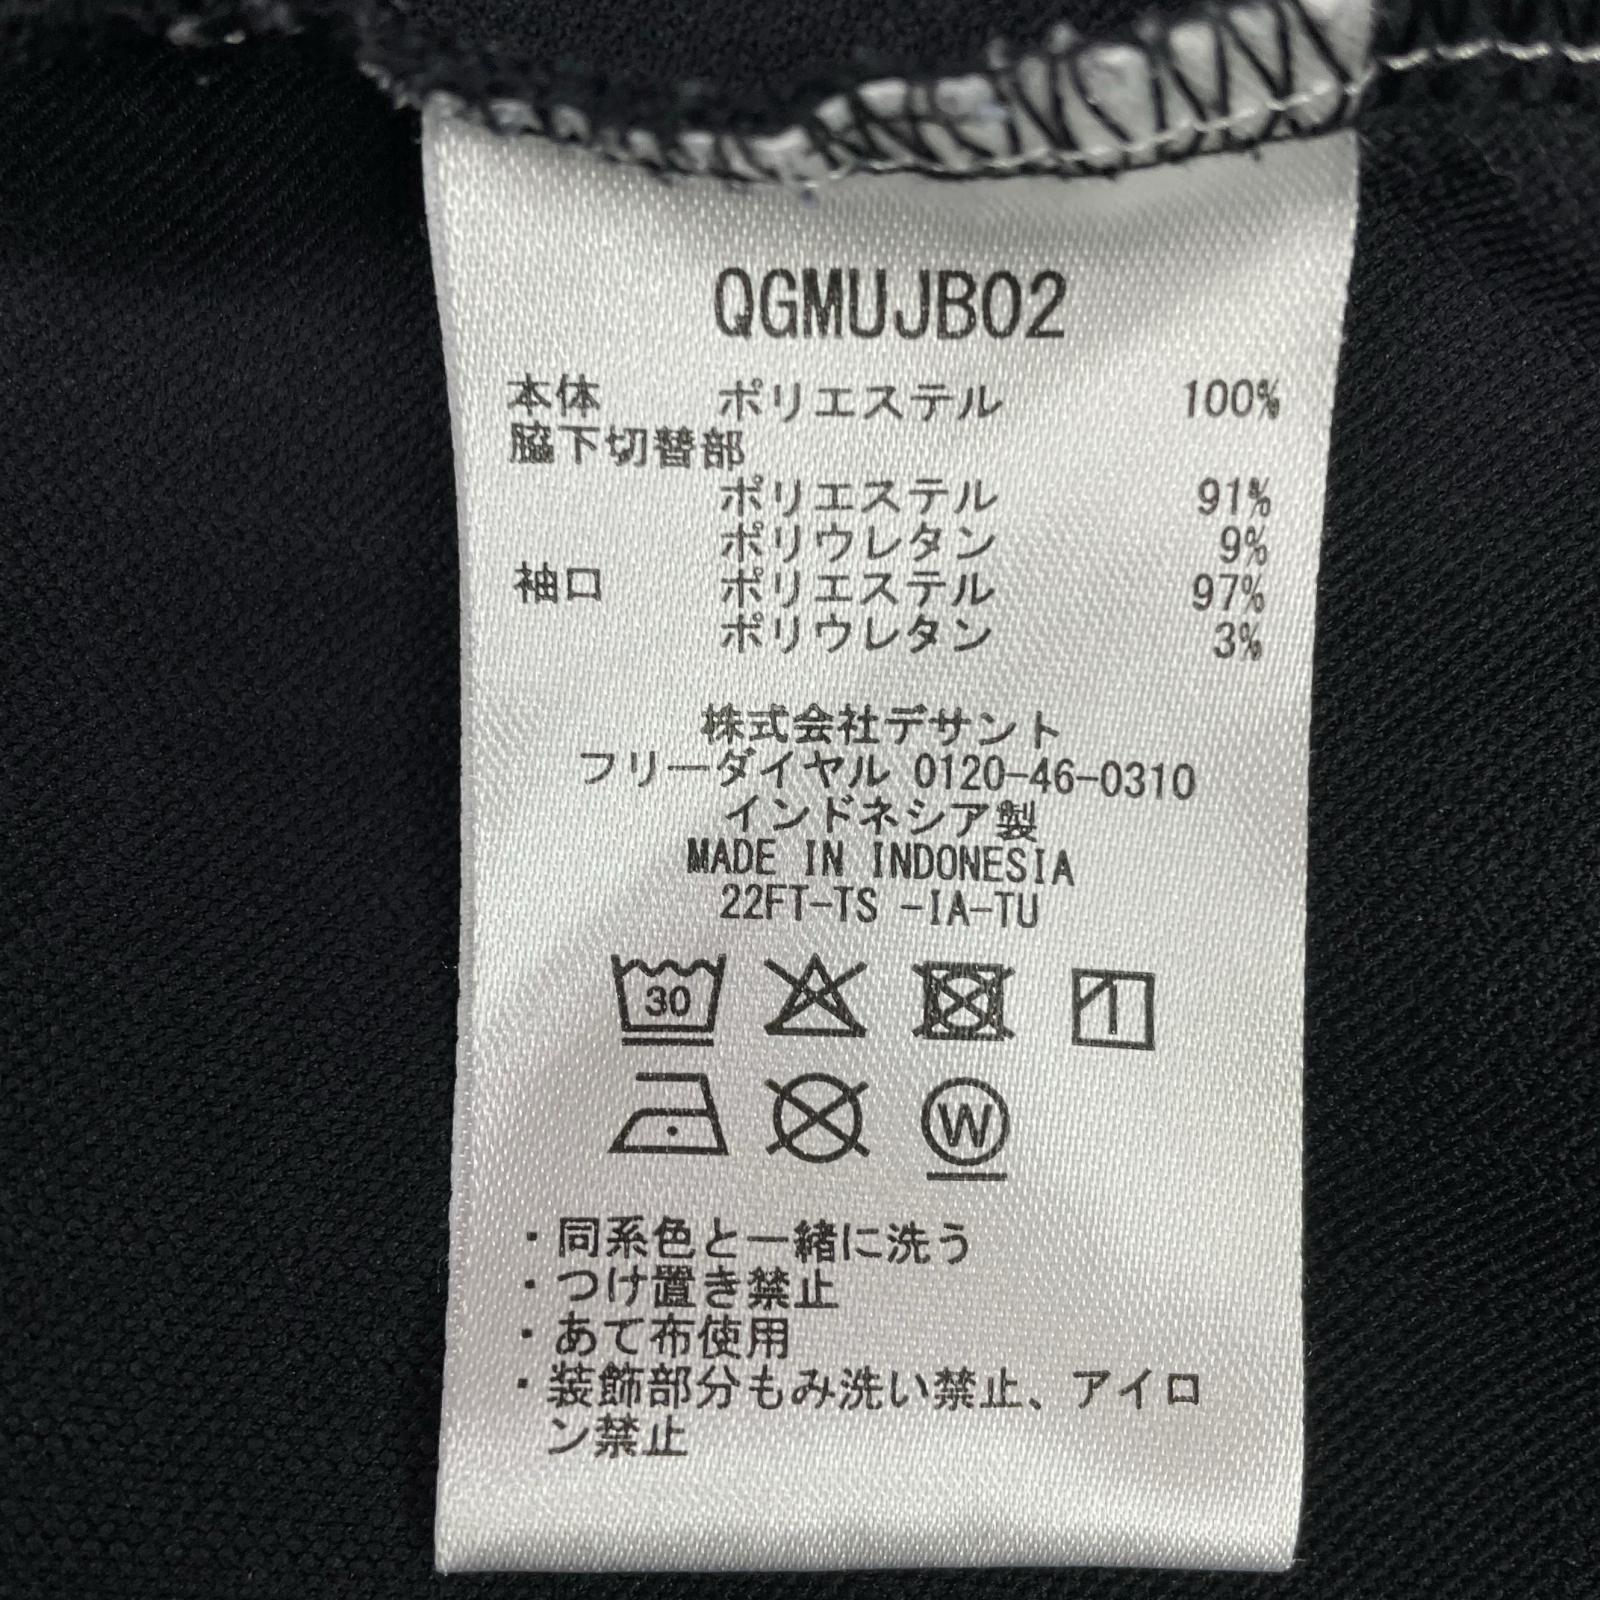 QGMUJB02
本体 ポリエステル 100%
脇下切替部
ポリエステル 91%
ポリウレタン 9%
袖口 ポリエステル 97%
ポリウレタン 3%
株式会社デサント
フリーダイヤル 0120-46-0310
インドネシア製
MADE IN INDONESIA
22FT-TS -IA-TU
30
W
・同系色と一緒に洗う
・つけ置き禁止
・あて布使用
・装飾部分もみ洗い禁止、アイロ
ン禁止